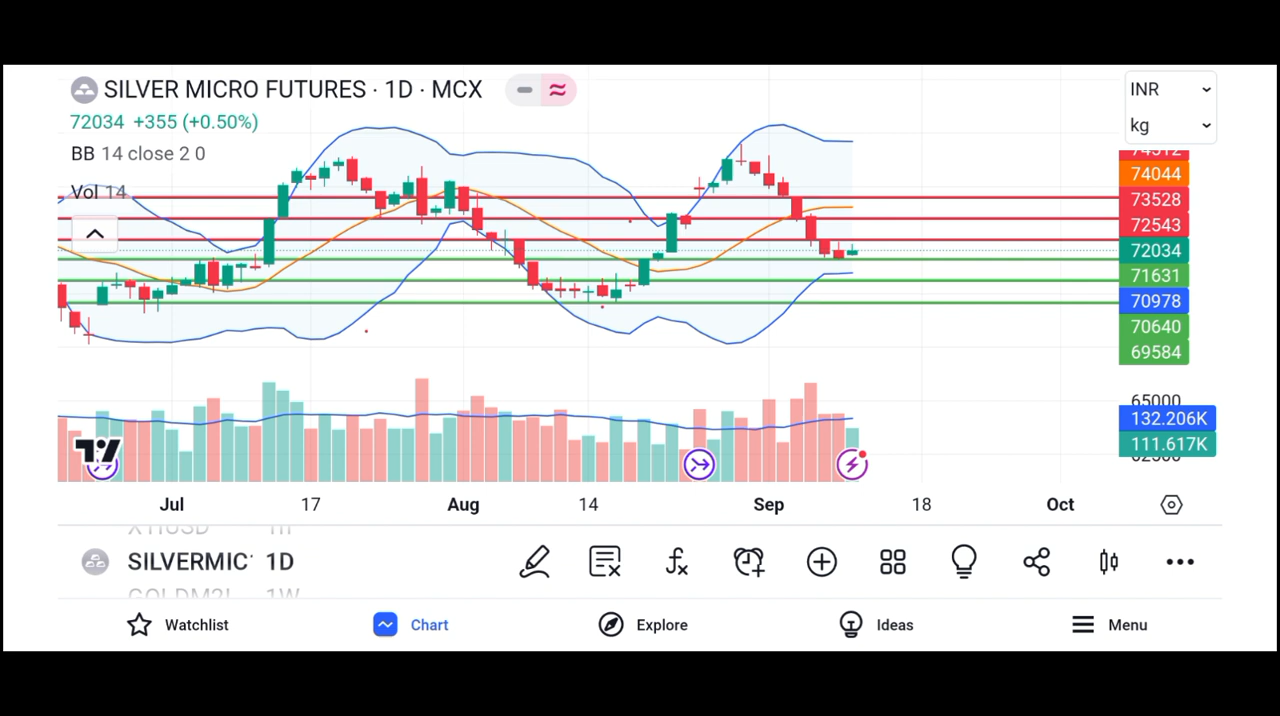 SILVER MICRO FUTURES · 1D · MCX
72034 +355 (+0.50%)
BB 14 close 2 0
Vol 14
INR
kg
74044
73528
72543
72034
71631
70978
70640
69584
65000
132.206K
111.617K
Jul 17 Aug 14 Sep 18 Oct
SILVERMIC 1D
Watchlist Chart Explore Ideas Menu